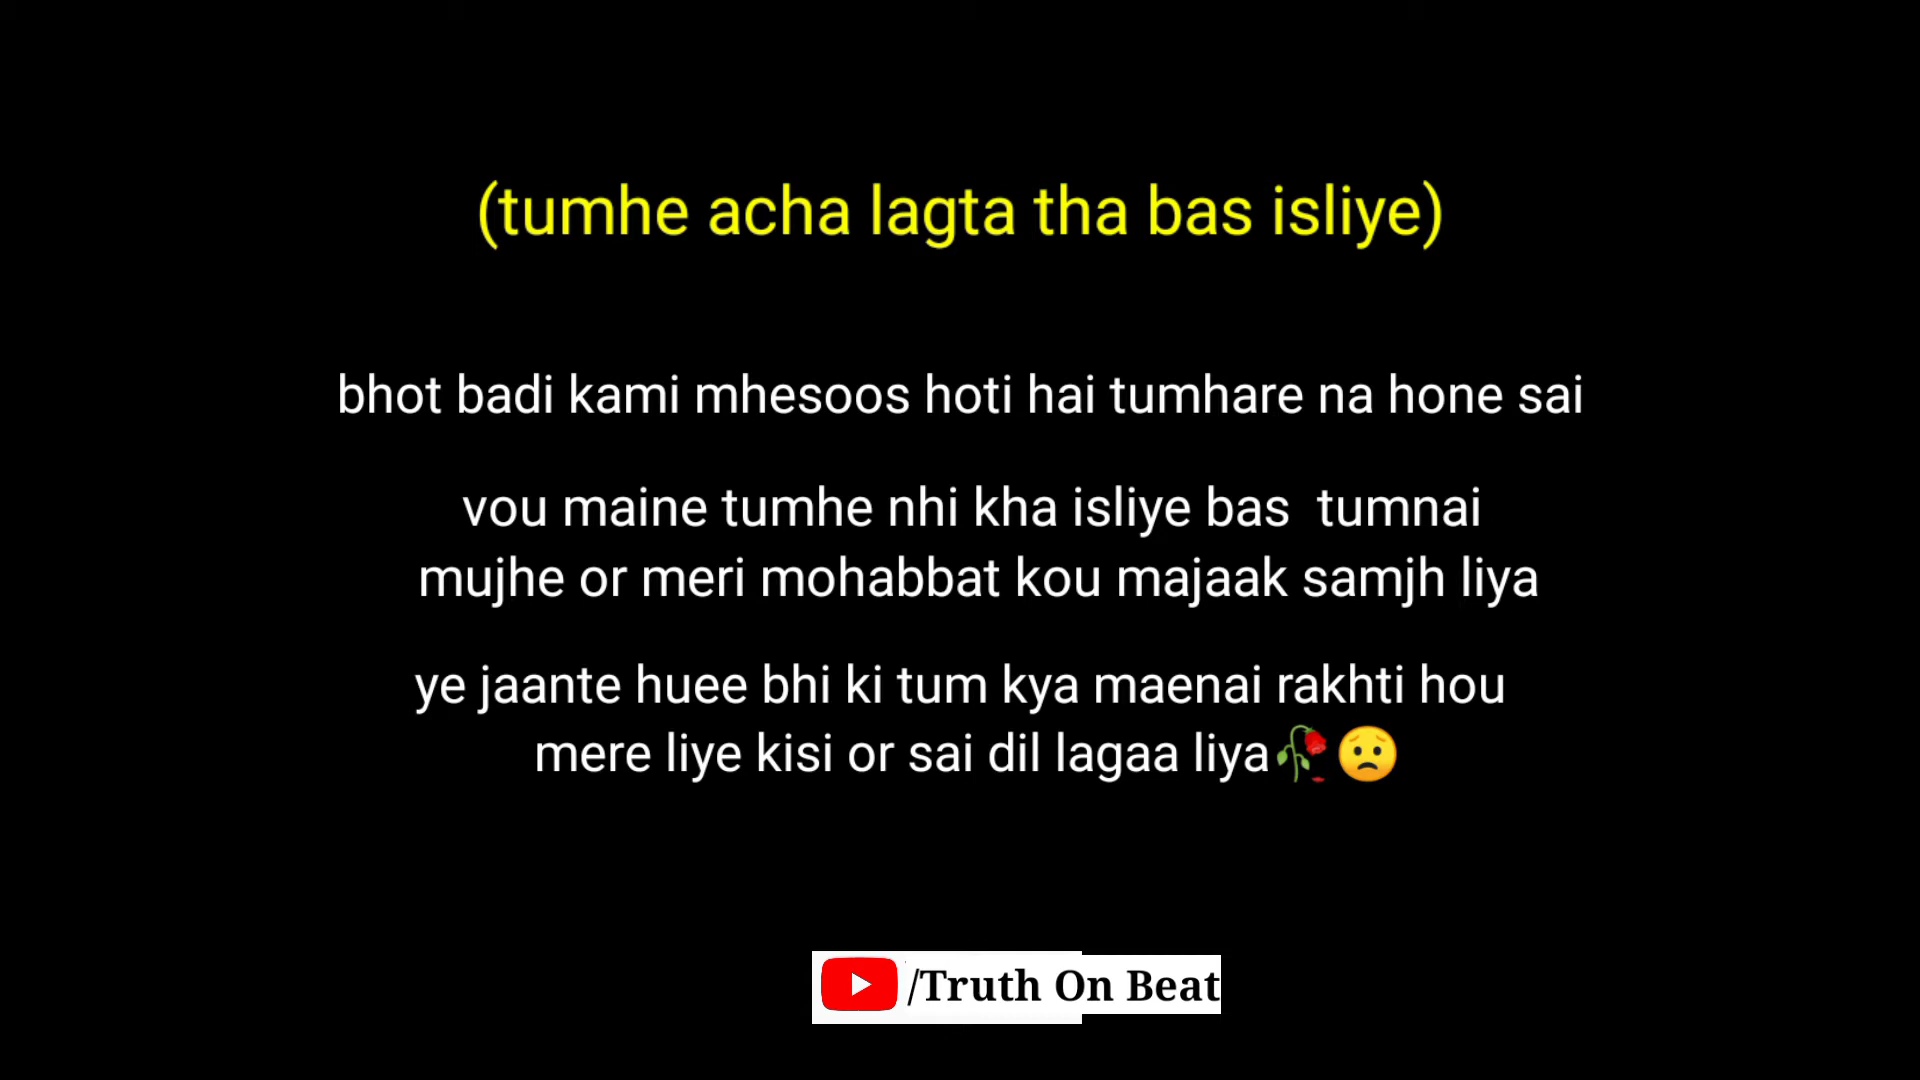 (tumhe acha lagta tha bas isliye)
bhot badi kami mhesoos hoti hai tumhare na hone sai
vou maine tumhe nhi kha isliye bas  tumnai
mujhe or meri mohabbat kou majaak samjh liya
ye jaante huee bhi ki tum kya maenai rakhti hou
mere liye kisi or sai dil lagaa liya🥀😟
/Truth On Beat